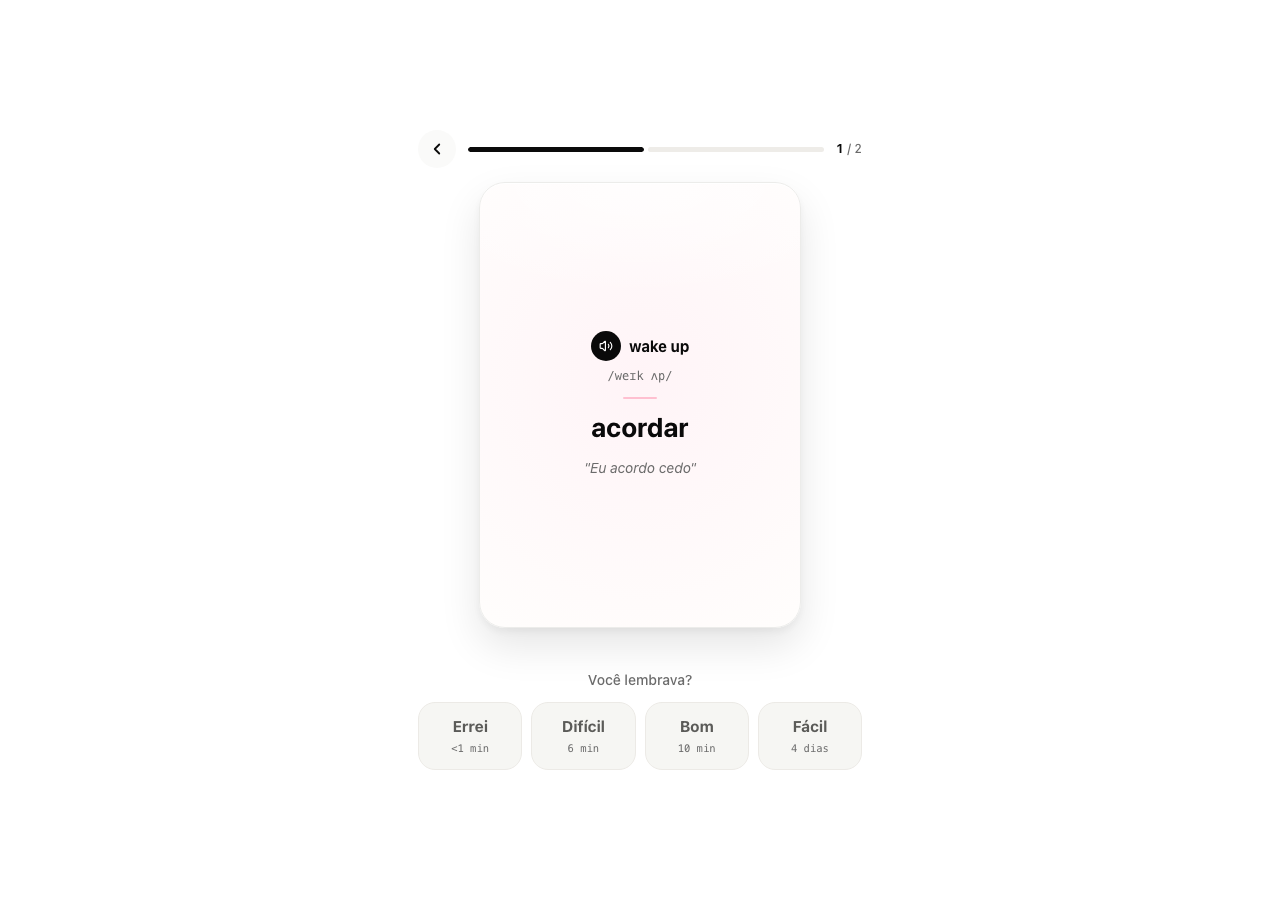 1 / 2
wake up
/weɪk ʌp/
acordar
"Eu acordo cedo"
Você lembrava?
Errei Difícil Bom Fácil
<1 min 6 min 10 min 4 dias